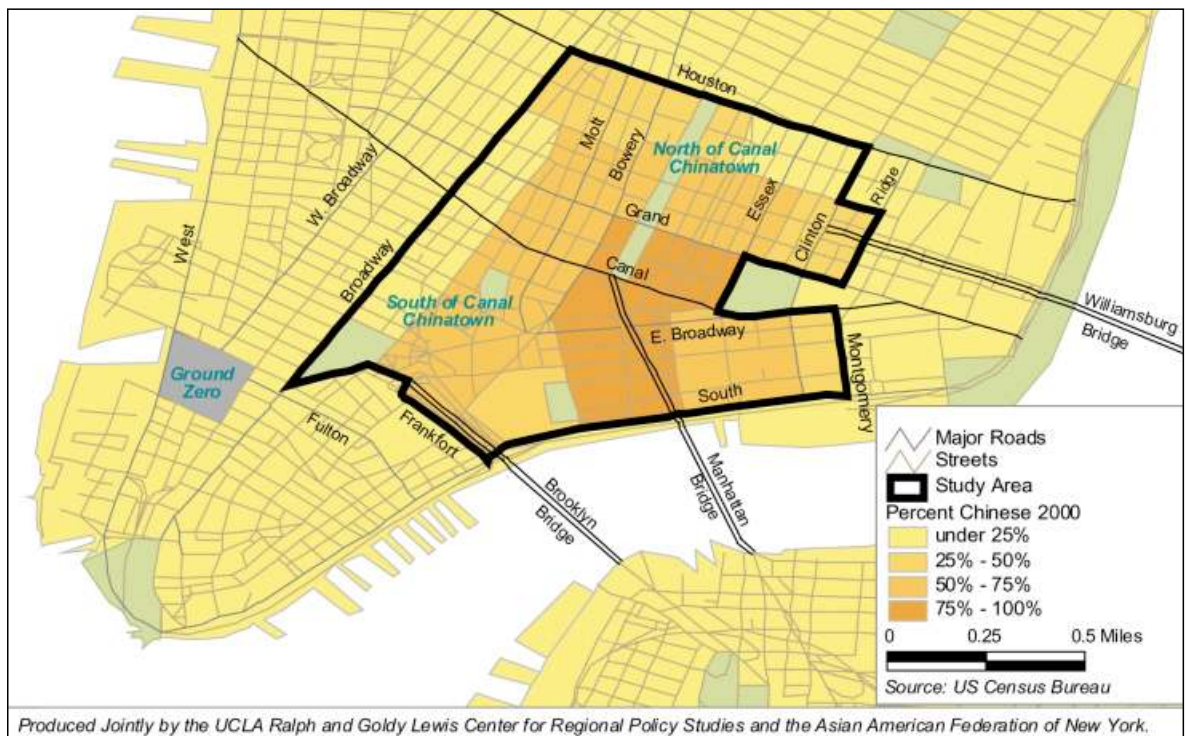 Houston
Mott
Bowery
North of Canal
Chinatown
W. Broadway
Essex
Ridge
Grand
Clinton
West
Broadway
Canal
South of Canal
Chinatown
E. Broadway
Williamsburg
Bridge
Montgomery
Ground
Zero
South
Fulton
Frankfort
Brooklyn
Bridge
Manhattan
Bridge
Major Roads
Streets
Study Area
Percent Chinese 2000
under 25%
25% - 50%
50% - 75%
75% - 100%
0 0.25 0.5 Miles
Source: US Census Bureau
Produced Jointly by the UCLA Ralph and Goldy Lewis Center for Regional Policy Studies and the Asian American Federation of New York.